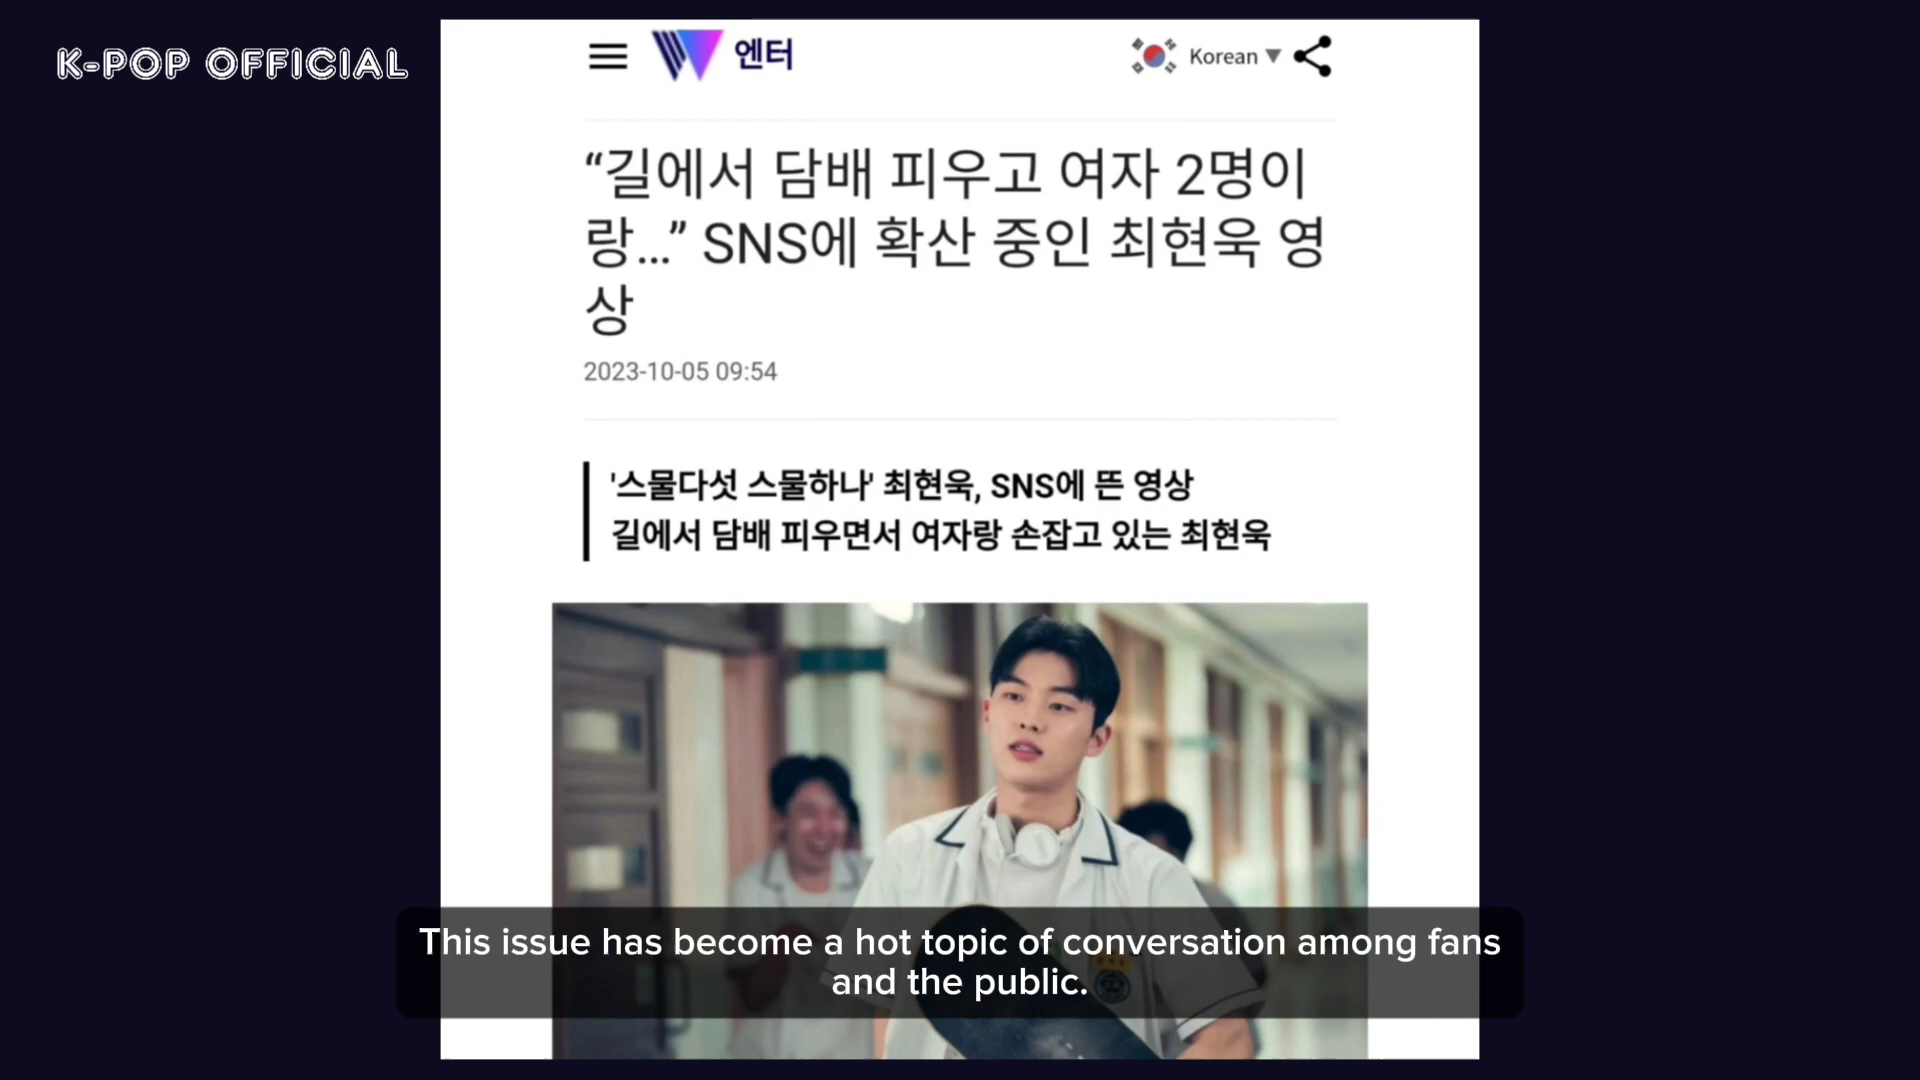 K-POP OFFICIAL
엔터
Korean
“길에서 담배 피우고 여자 2명이
랑...” SNS에 확산 중인 최현욱 영
상
2023-10-05 09:54
'스물다섯 스물하나' 최현욱, SNS에 뜬 영상
길에서 담배 피우면서 여자랑 손잡고 있는 최현욱
This issue has become a hot topic of conversation among fans
and the public.